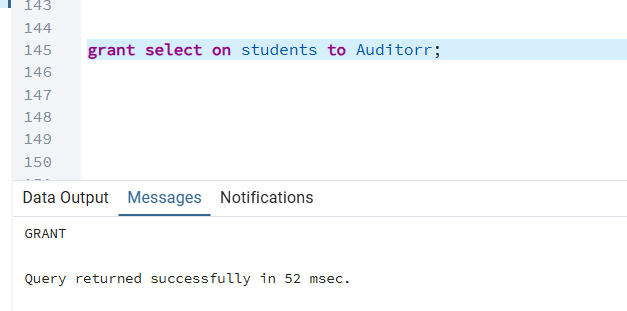 143
144
145 grant select on students to Auditorr;
146
147
148
149
150
Data Output Messages Notifications
GRANT
Query returned successfully in 52 msec.